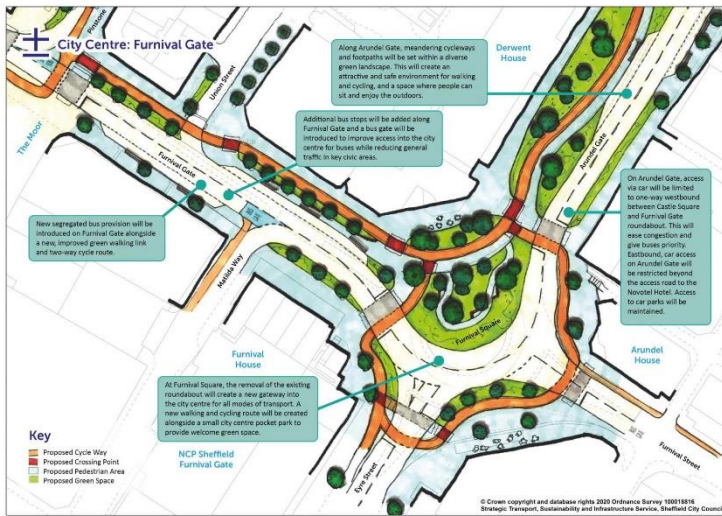 City Centre: Furnival Gate
Pinstone
Union Street
Derwent
House
Along Arundel Gate, meandering cycleways
and footpaths will be set within a diverse
green landscape. This will create an
attractive and safe environment for walking
and cycling, and a space where people can
sit and enjoy the outdoors.
Additional bus stops will be added along
Furnival Gate and a bus gate will be
introduced to improve access into the city
centre for buses while reducing general
traffic in key civic areas.
The Moor
Furnival
Gate
Arundel Gate
On Arundel Gate, access
via car will be limited
to one-way westbound
between Castle Square
and Furnival Gate
roundabout. This will
ease congestion and
give buses priority.
Eastbound, car access
on Arundel Gate will
be restricted beyond
the access road to the
Novotel Hotel. Access
to car parks will be
maintained.
New segregated bus provision will be
introduced on Furnival Gate alongside
a new, improved green walking link
and two-way cycle route.
Matilda Way
Furnival Square
Furnival
House
Arundel
House
At Furnival Square, the removal of the existing
roundabout will create a new gateway into
the city centre for all modes of transport. A
new walking and cycling route will be created
alongside a small city centre pocket park to
provide welcome green space.
Key
Proposed Cycle Way
Proposed Crossing Point
Proposed Pedestrian Area
Proposed Green Space
NCP Sheffield
Furnival Gate
Eyre Street
Furnival Street
© Crown copyright and database rights 2020 Ordnance Survey 100018816
Strategic Transport, Sustainability and Infrastructure Service, Sheffield City Council